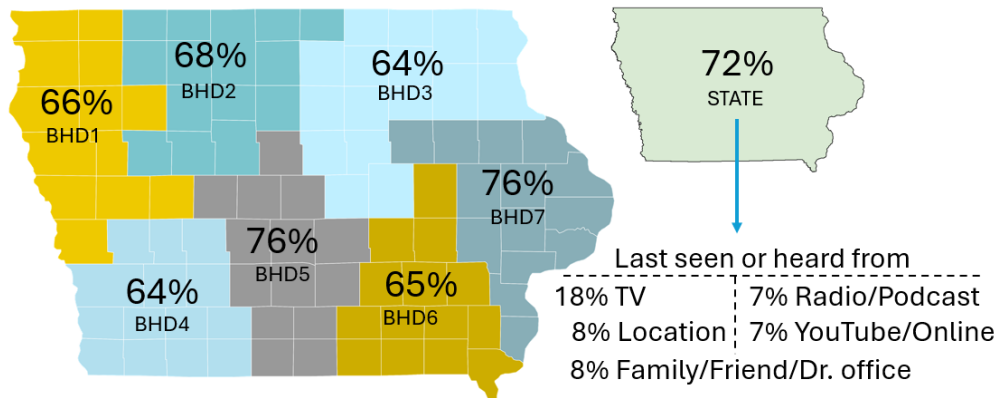 68%
BHD2
64%
BHD3
66%
BHD1
76%
BHD7
76%
BHD5
64%
BHD4
65%
BHD6
72%
STATE
Last seen or heard from
18% TV
7% Radio/Podcast
8% Location
7% YouTube/Online
8% Family/Friend/Dr. office